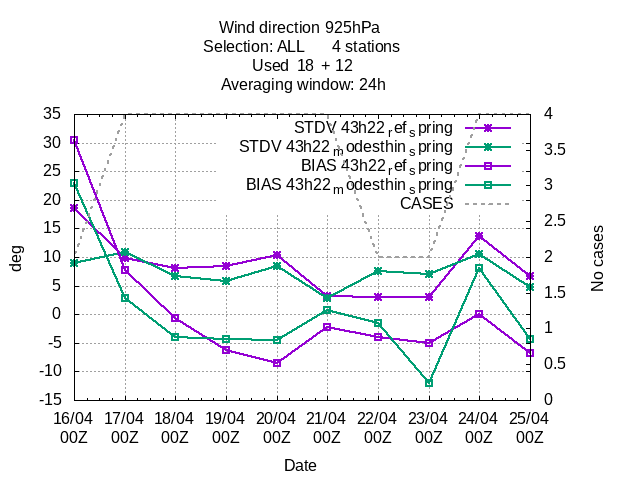 Wind direction 925hPa
Selection: ALL 4 stations
Used 18 + 12
Averaging window: 24h
35 4
STDV 43h22refspring
30 3.5
STDV 43h22modesthinspring
BIAS 43h22refspring
25 3
BIAS 43h22modesthinspring
20 2.5
CASES
15
10 2
5 1.5
0 1
-5
-10 0.5
-15 0
deg
No cases
16/04 17/04 18/04 19/04 20/04 21/04 22/04 23/04 24/04 25/04
00Z 00Z 00Z 00Z 00Z 00Z 00Z 00Z 00Z 00Z
Date